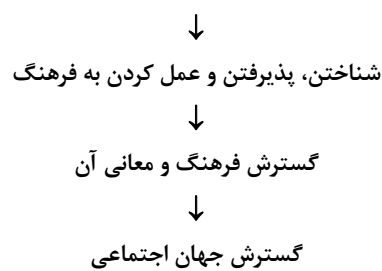 ↓
شناختن، پذیرفتن و عمل کردن به فرهنگ
↓
گسترش فرهنگ و معانی آن
↓
گسترش جهان اجتماعی